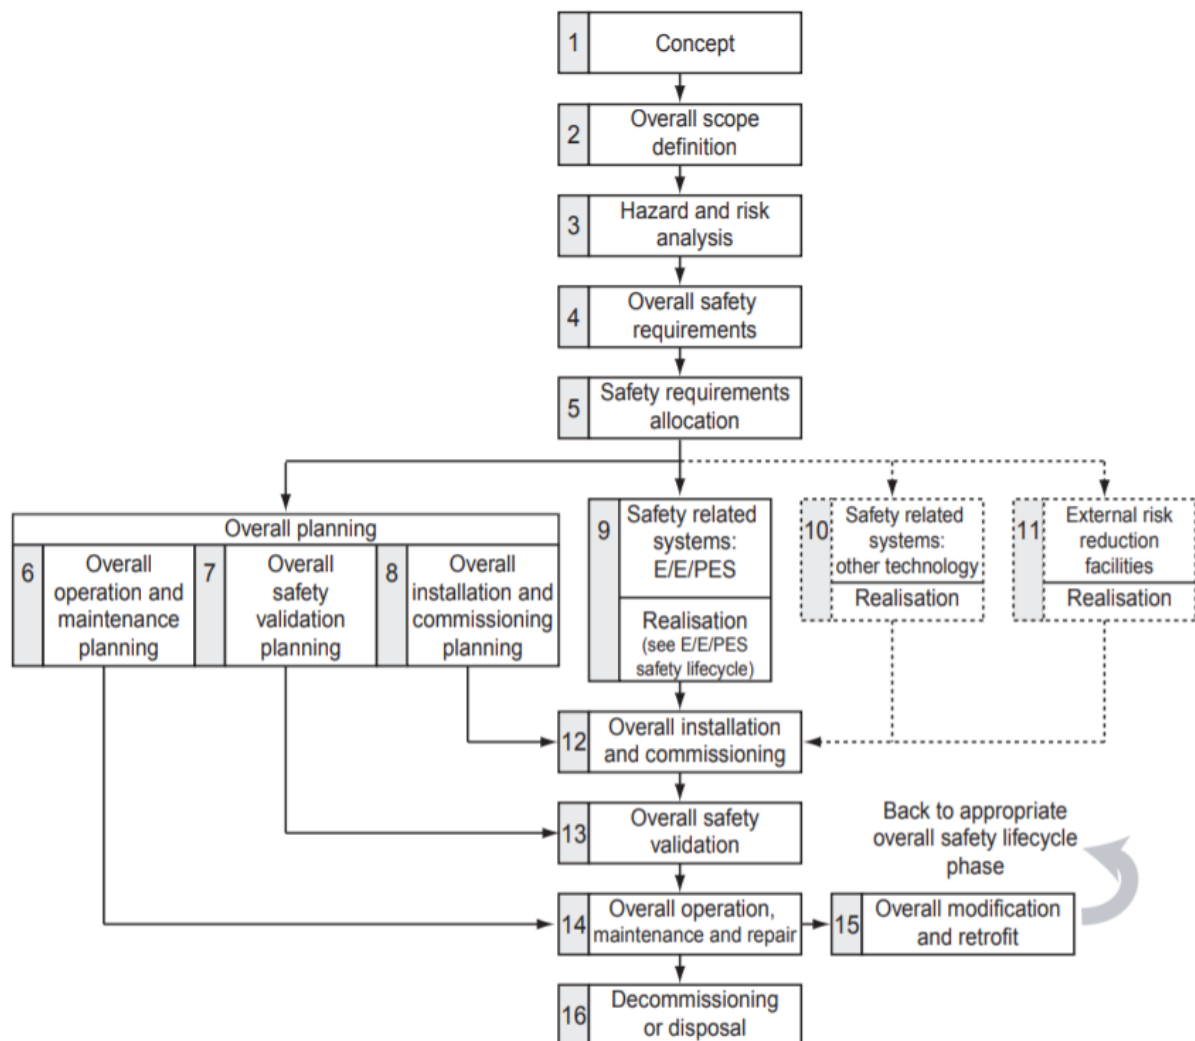 1
Concept
2
Overall scope
definition
3
Hazard and risk
analysis
4
Overall safety
requirements
5
Safety requirements
allocation
Overall planning
6
Overall
operation and
maintenance
planning
7
Overall
safety
validation
planning
8
Overall
installation and
commissioning
planning
9
Safety related
systems:
E/E/PES
Realisation
(see E/E/PES
safety lifecycle)
10
Safety related
systems:
other technology
Realisation
11
External risk
reduction
facilities
Realisation
12
Overall installation
and commissioning
13
Overall safety
validation
Back to appropriate
overall safety lifecycle
phase
14
Overall operation,
maintenance and repair
15
Overall modification
and retrofit
16
Decommissioning
or disposal